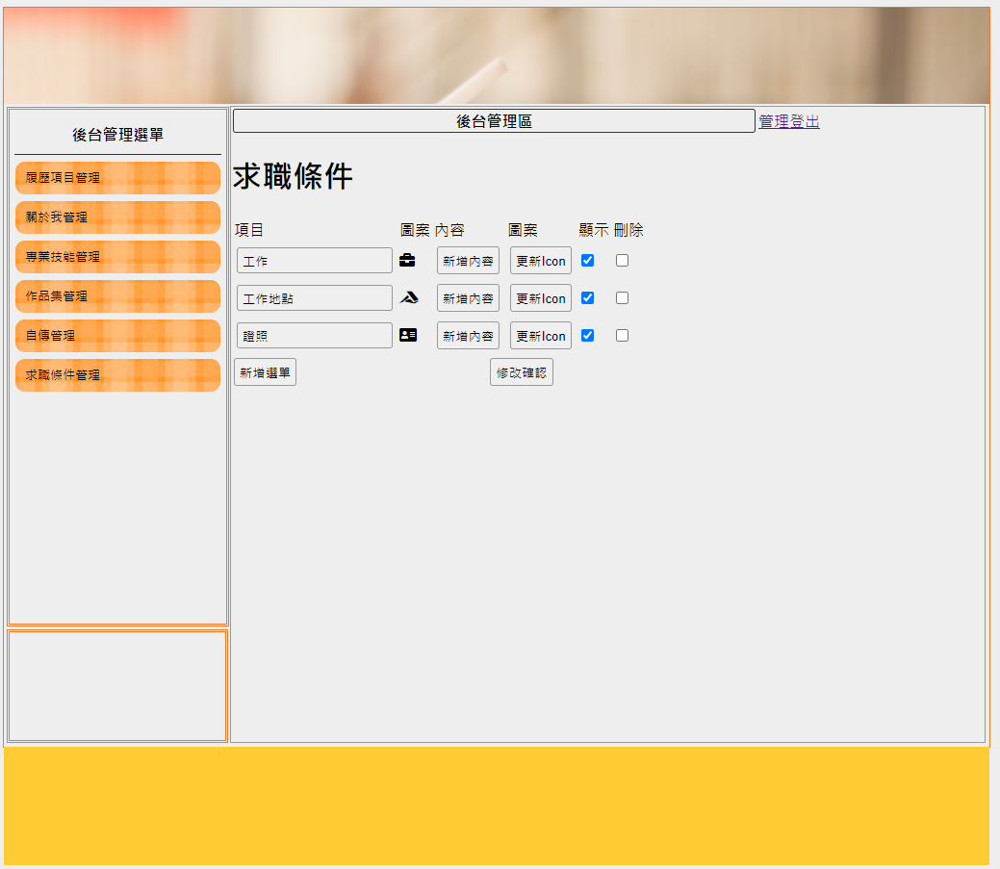 後台管理選單
履歷項目管理
關於我管理
專業技能管理
作品集管理
自傳管理
求職條件管理
後台管理區 管理登出
求職條件
項目 圖案 內容 圖案 顯示 刪除
工作 新增內容 更新Icon
工作地點 新增內容 更新Icon
證照 新增內容 更新Icon
新增選單 修改確認